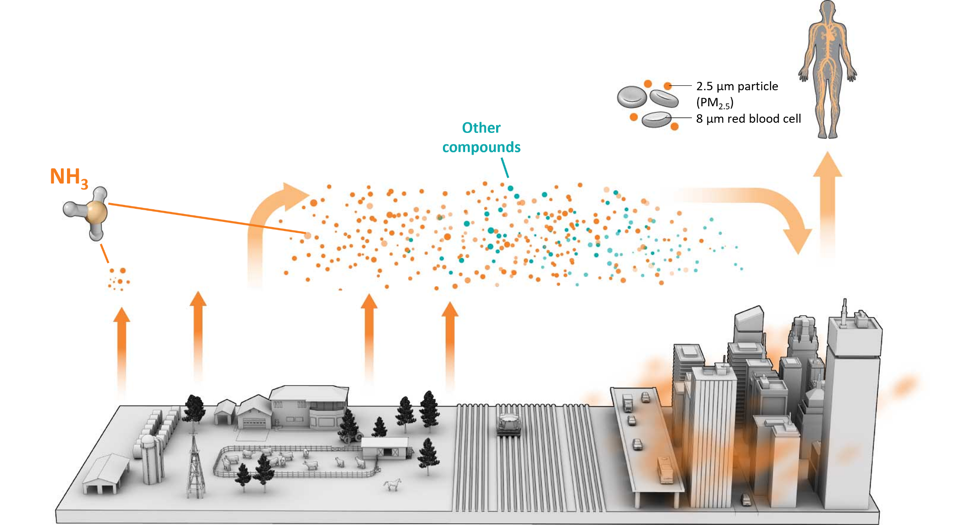 2.5 µm particle
(PM₂.₅)
8 µm red blood cell
Other
compounds
NH₃